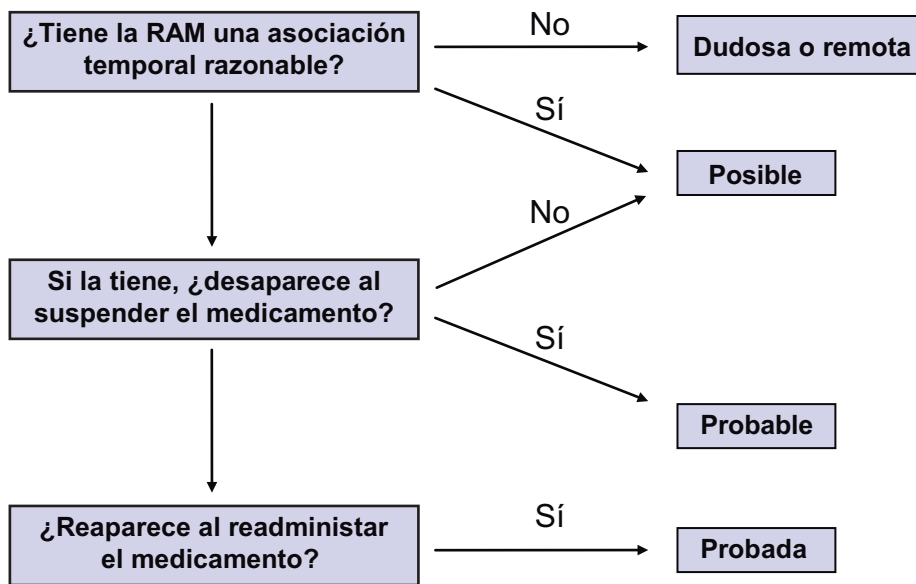 ¿Tiene la RAM una asociación
temporal razonable?
No
Dudosa o remota
Sí
Posible
No
Si la tiene, ¿desaparece al
suspender el medicamento?
Sí
Probable
¿Reaparece al readministar
el medicamento?
Sí
Probada